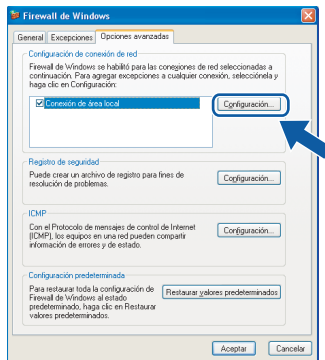 Firewall de Windows
General Excepciones Opciones avanzadas
Configuración de conexión de red
Firewall de Windows se habilitó para las conexiones de red seleccionadas a
continuación. Para agregar excepciones a cualquier conexión, selecciónela y
haga clic en Configuración:
Conexión de área local
Configuración...
Registro de seguridad
Puede crear un archivo de registro para fines de
resolución de problemas.
Configuración...
ICMP
Con el Protocolo de mensajes de control de Internet
(ICMP), los equipos en una red pueden compartir
información de errores y de estado.
Configuración...
Configuración predeterminada
Para restaurar toda la configuración de
Firewall de Windows al estado
predeterminado, haga clic en Restaurar
valores predeterminados.
Restaurar valores predeterminados
Aceptar Cancelar